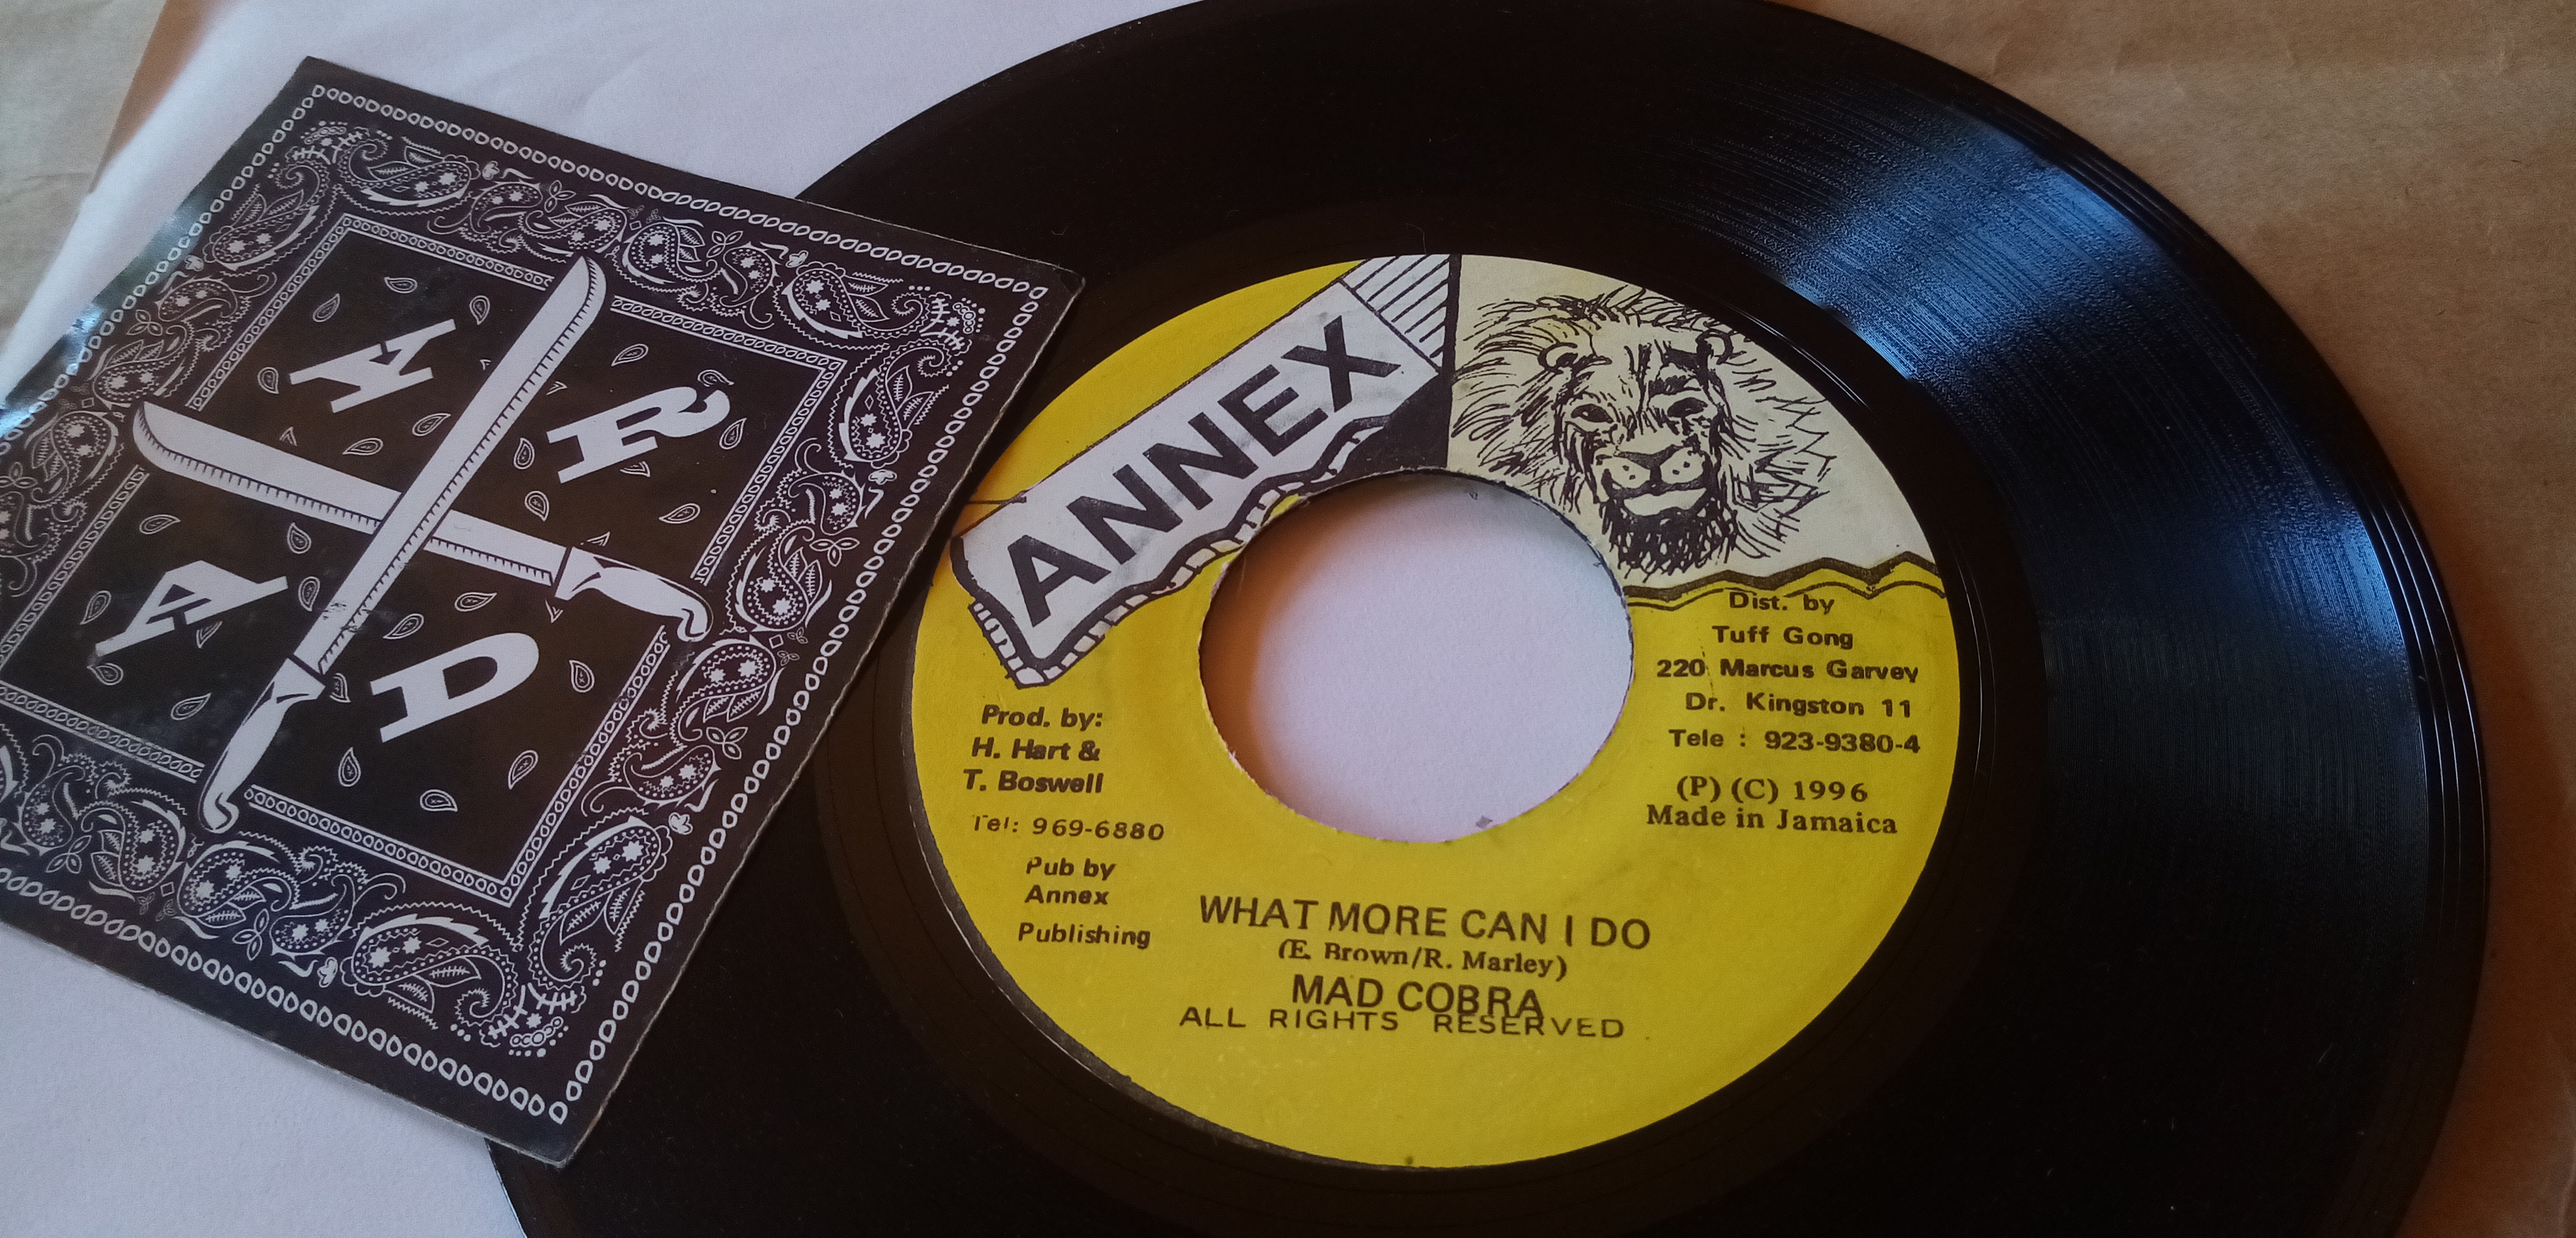 A R
A D
ANNEX
Prod. by:
H. Hart &
T. Boswell
Tel: 969-6880
Pub by
Annex
Publishing
Dist. by
Tuff Gong
220 Marcus Garvey
Dr. Kingston 11
Tele : 923-9380-4
(P) (C) 1996
Made in Jamaica
WHAT MORE CAN I DO
(E. Brown/R. Marley)
MAD COBRA
ALL RIGHTS RESERVED